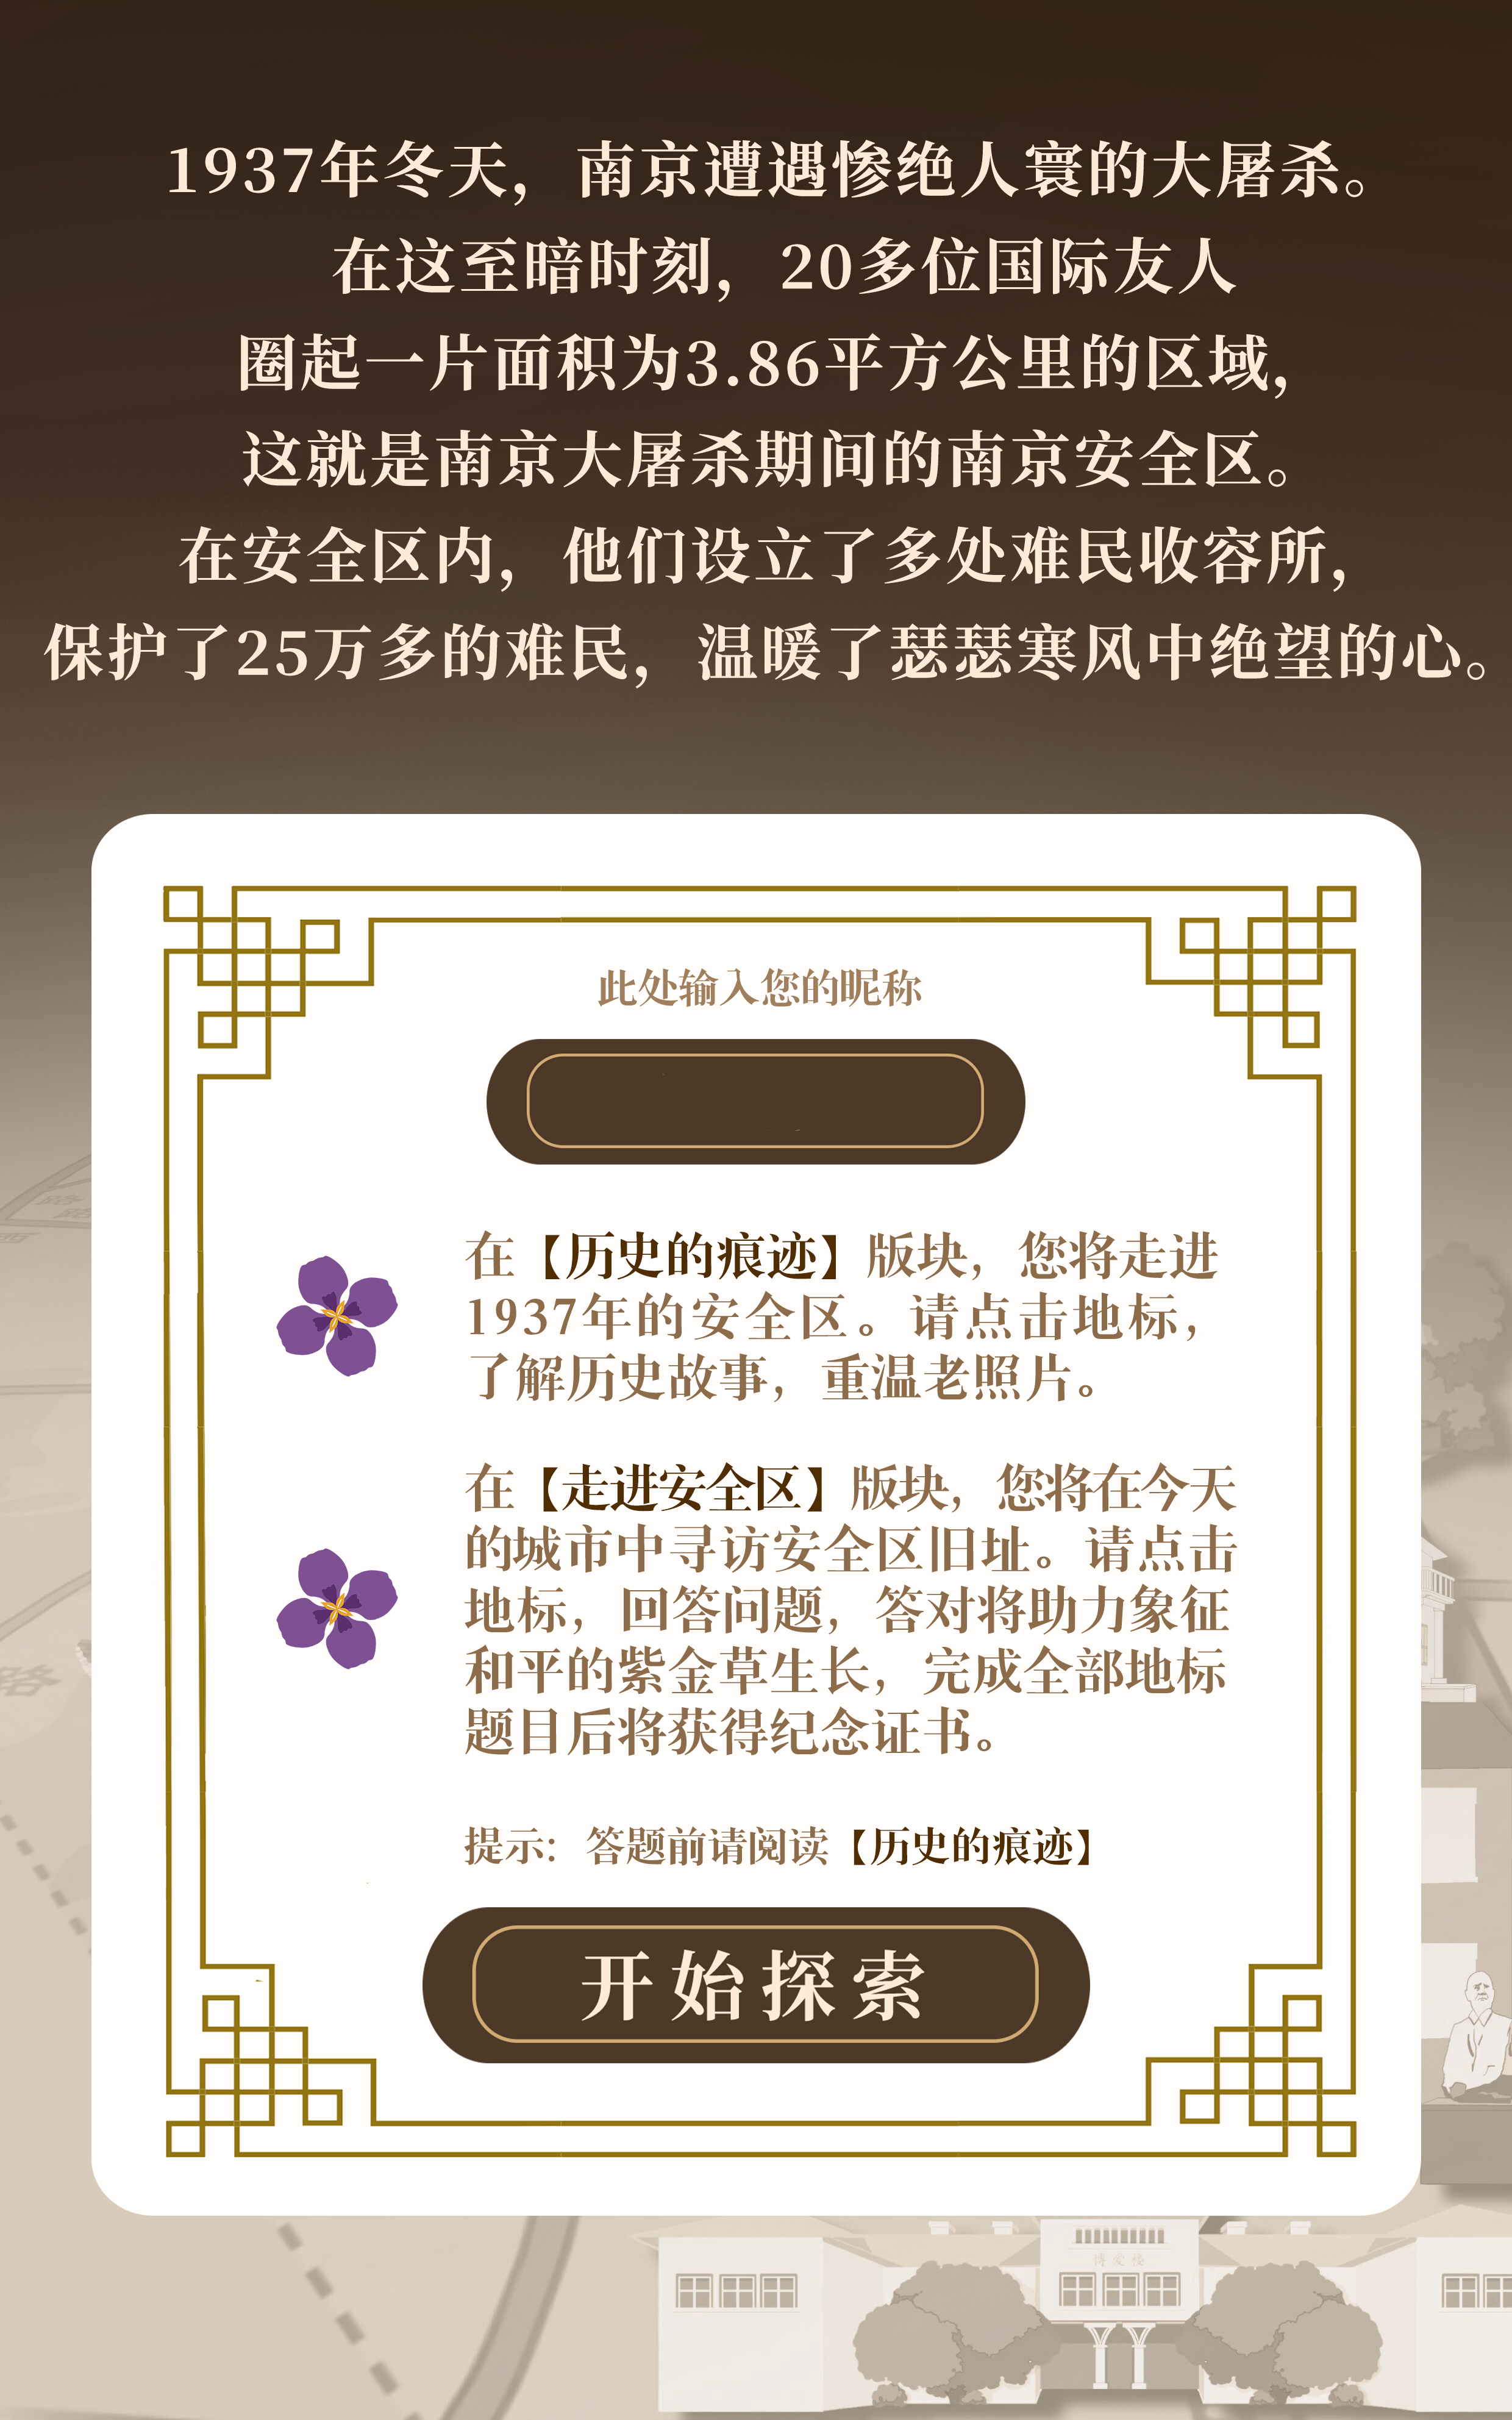 1937年冬天，南京遭遇惨绝人寰的大屠杀。
在这至暗时刻，20多位国际友人
圈起一片面积为3.86平方公里的区域，
这就是南京大屠杀期间的南京安全区。
在安全区内，他们设立了多处难民收容所，
保护了25万多的难民，温暖了瑟瑟寒风中绝望的心。
此处输入您的昵称
在【历史的痕迹】版块，您将走进
1937年的安全区。请点击地标，
了解历史故事，重温老照片。
在【走进安全区】版块，您将在今天
的城市中寻访安全区旧址。请点击
地标，回答问题，答对将助力象征
和平的紫金草生长，完成全部地标
题目后将获得纪念证书。
提示：答题前请阅读【历史的痕迹】
开始探索
路
博爱楼